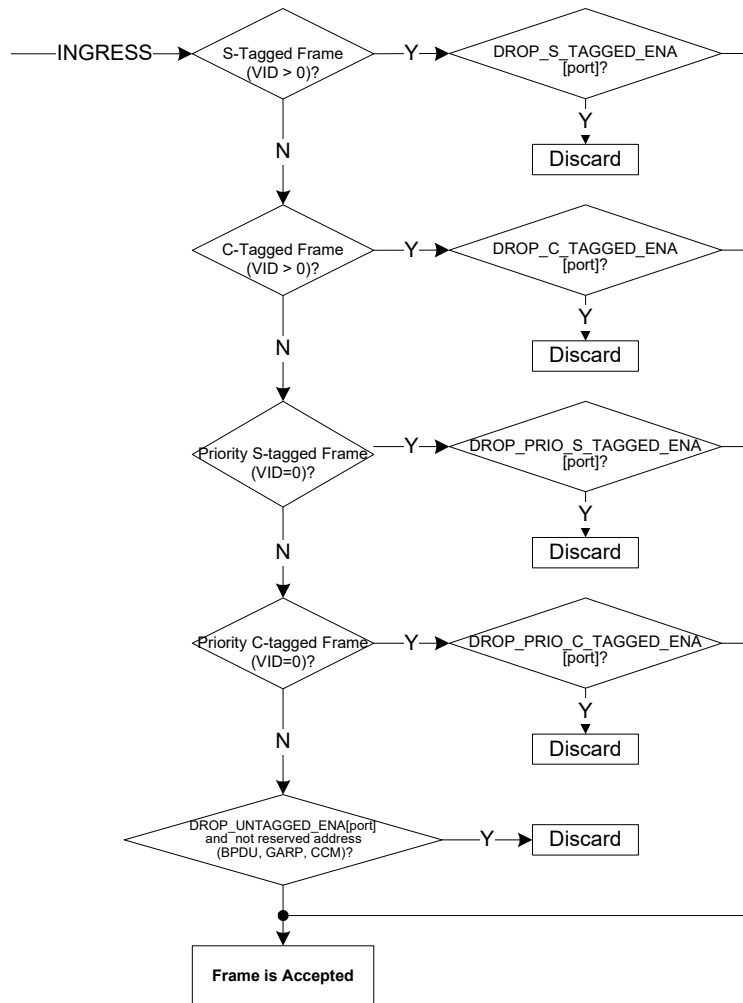 INGRESS
S-Tagged Frame
(VID > 0)?
Y
DROP_S_TAGGED_ENA
[port]?
Y
Discard
N
C-Tagged Frame
(VID > 0)?
Y
DROP_C_TAGGED_ENA
[port]?
Y
Discard
N
Priority S-tagged Frame
(VID=0)?
Y
DROP_PRIO_S_TAGGED_ENA
[port]?
Y
Discard
N
Priority C-tagged Frame
(VID=0)?
Y
DROP_PRIO_C_TAGGED_ENA
[port]?
Y
Discard
N
DROP_UNTAGGED_ENA[port]
and not reserved address
(BPDU, GARP, CCM)?
Y
Discard
Frame is Accepted